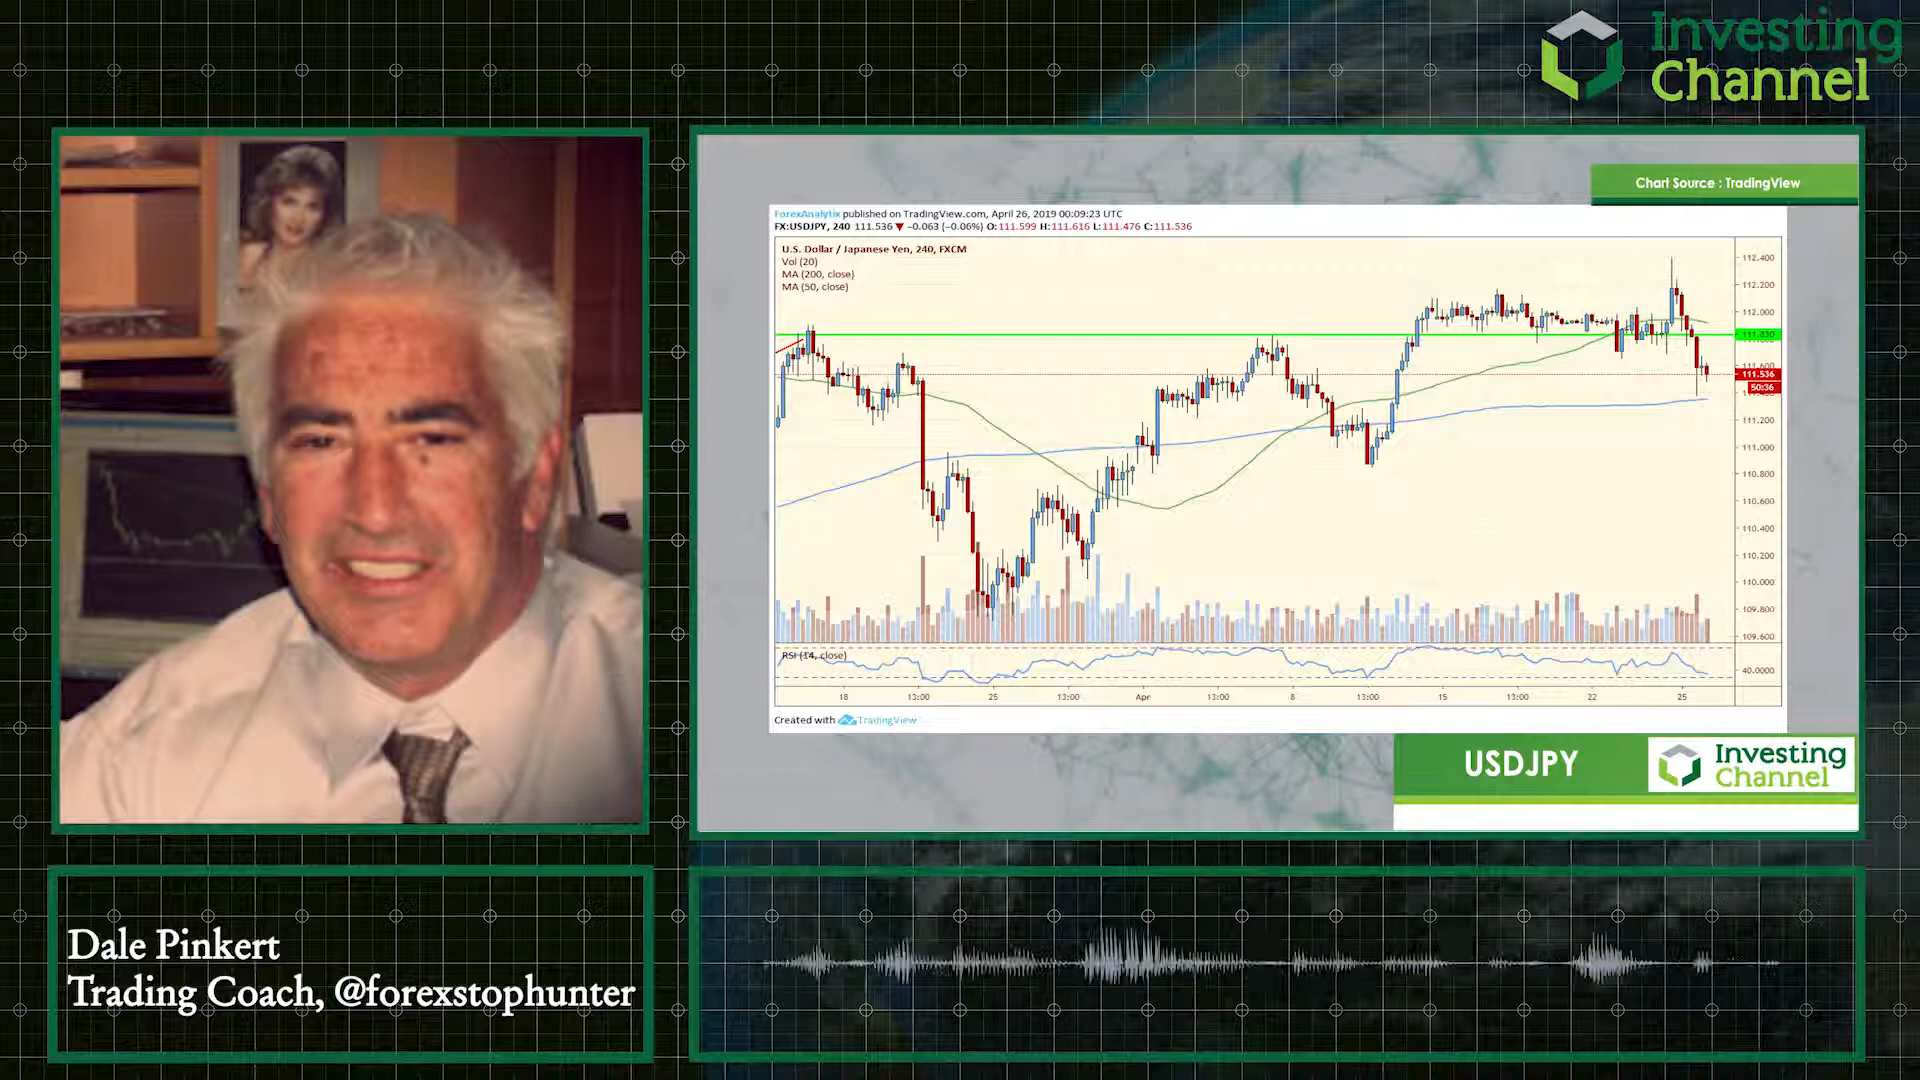 Investing
Channel
Chart Source : TradingView
ForexAnalytix published on TradingView.com, April 26, 2019 00:09:23 UTC
FX:USDJPY, 240 111.536 ▼ −0.063 (−0.06%) O:111.599 H:111.616 L:111.476 C:111.536
U.S. Dollar / Japanese Yen, 240, FXCM
Vol (20)
MA (200, close)
MA (50, close)
112.400
112.200
112.000
111.830
111.536
50:36
111.200
111.000
110.800
110.600
110.400
110.200
110.000
109.800
109.600
RSI (14, close)
40.0000
18 13:00 25 13:00 Apr 13:00 8 13:00 15 13:00 22 25
Created with TradingView
USDJPY
Investing
Channel
Dale Pinkert
Trading Coach, @forexstophunter